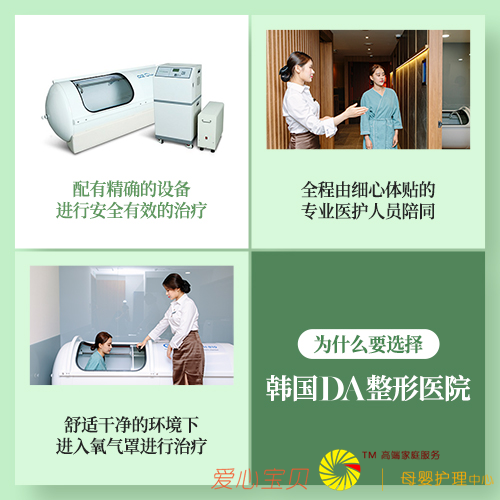 配有精确的设备
进行安全有效的治疗
全程由细心体贴的
专业医护人员陪同
舒适干净的环境下
进入氧气罩进行治疗
为什么要选择
韩国DA整形医院
TM 高端家庭服务
爱心宝贝
母婴护理中心